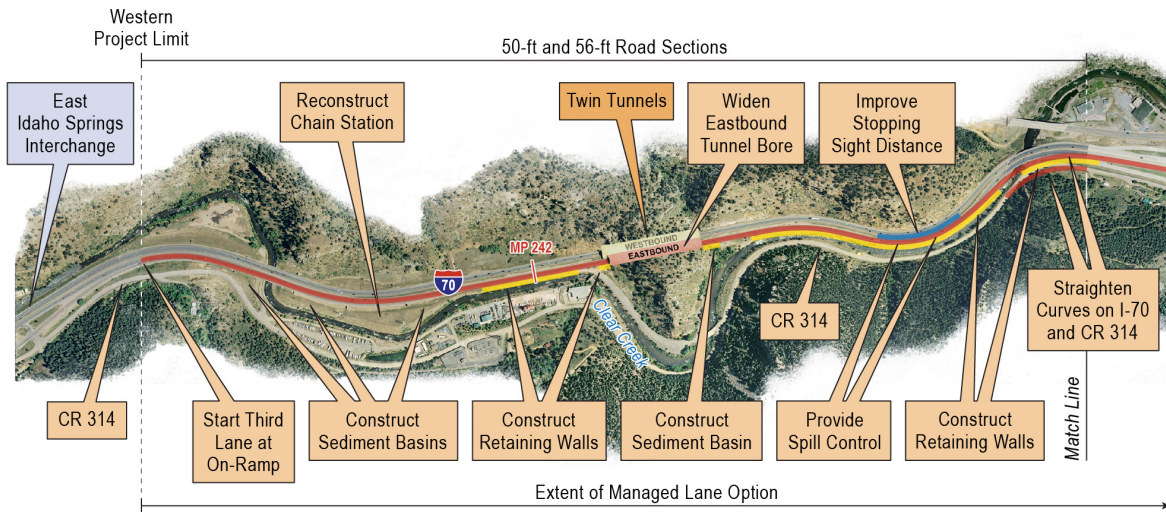 Western
Project Limit
50-ft and 56-ft Road Sections
East
Idaho Springs
Interchange
Reconstruct
Chain Station
Twin Tunnels
Widen
Eastbound
Tunnel Bore
Improve
Stopping
Sight Distance
MP 242
70
WESTBOUND
EASTBOUND
Clear Creek
CR 314
Straighten
Curves on I-70
and CR 314
CR 314
Start Third
Lane at
On-Ramp
Construct
Sediment Basins
Construct
Retaining Walls
Construct
Sediment Basin
Provide
Spill Control
Construct
Retaining Walls
Match Line
Extent of Managed Lane Option